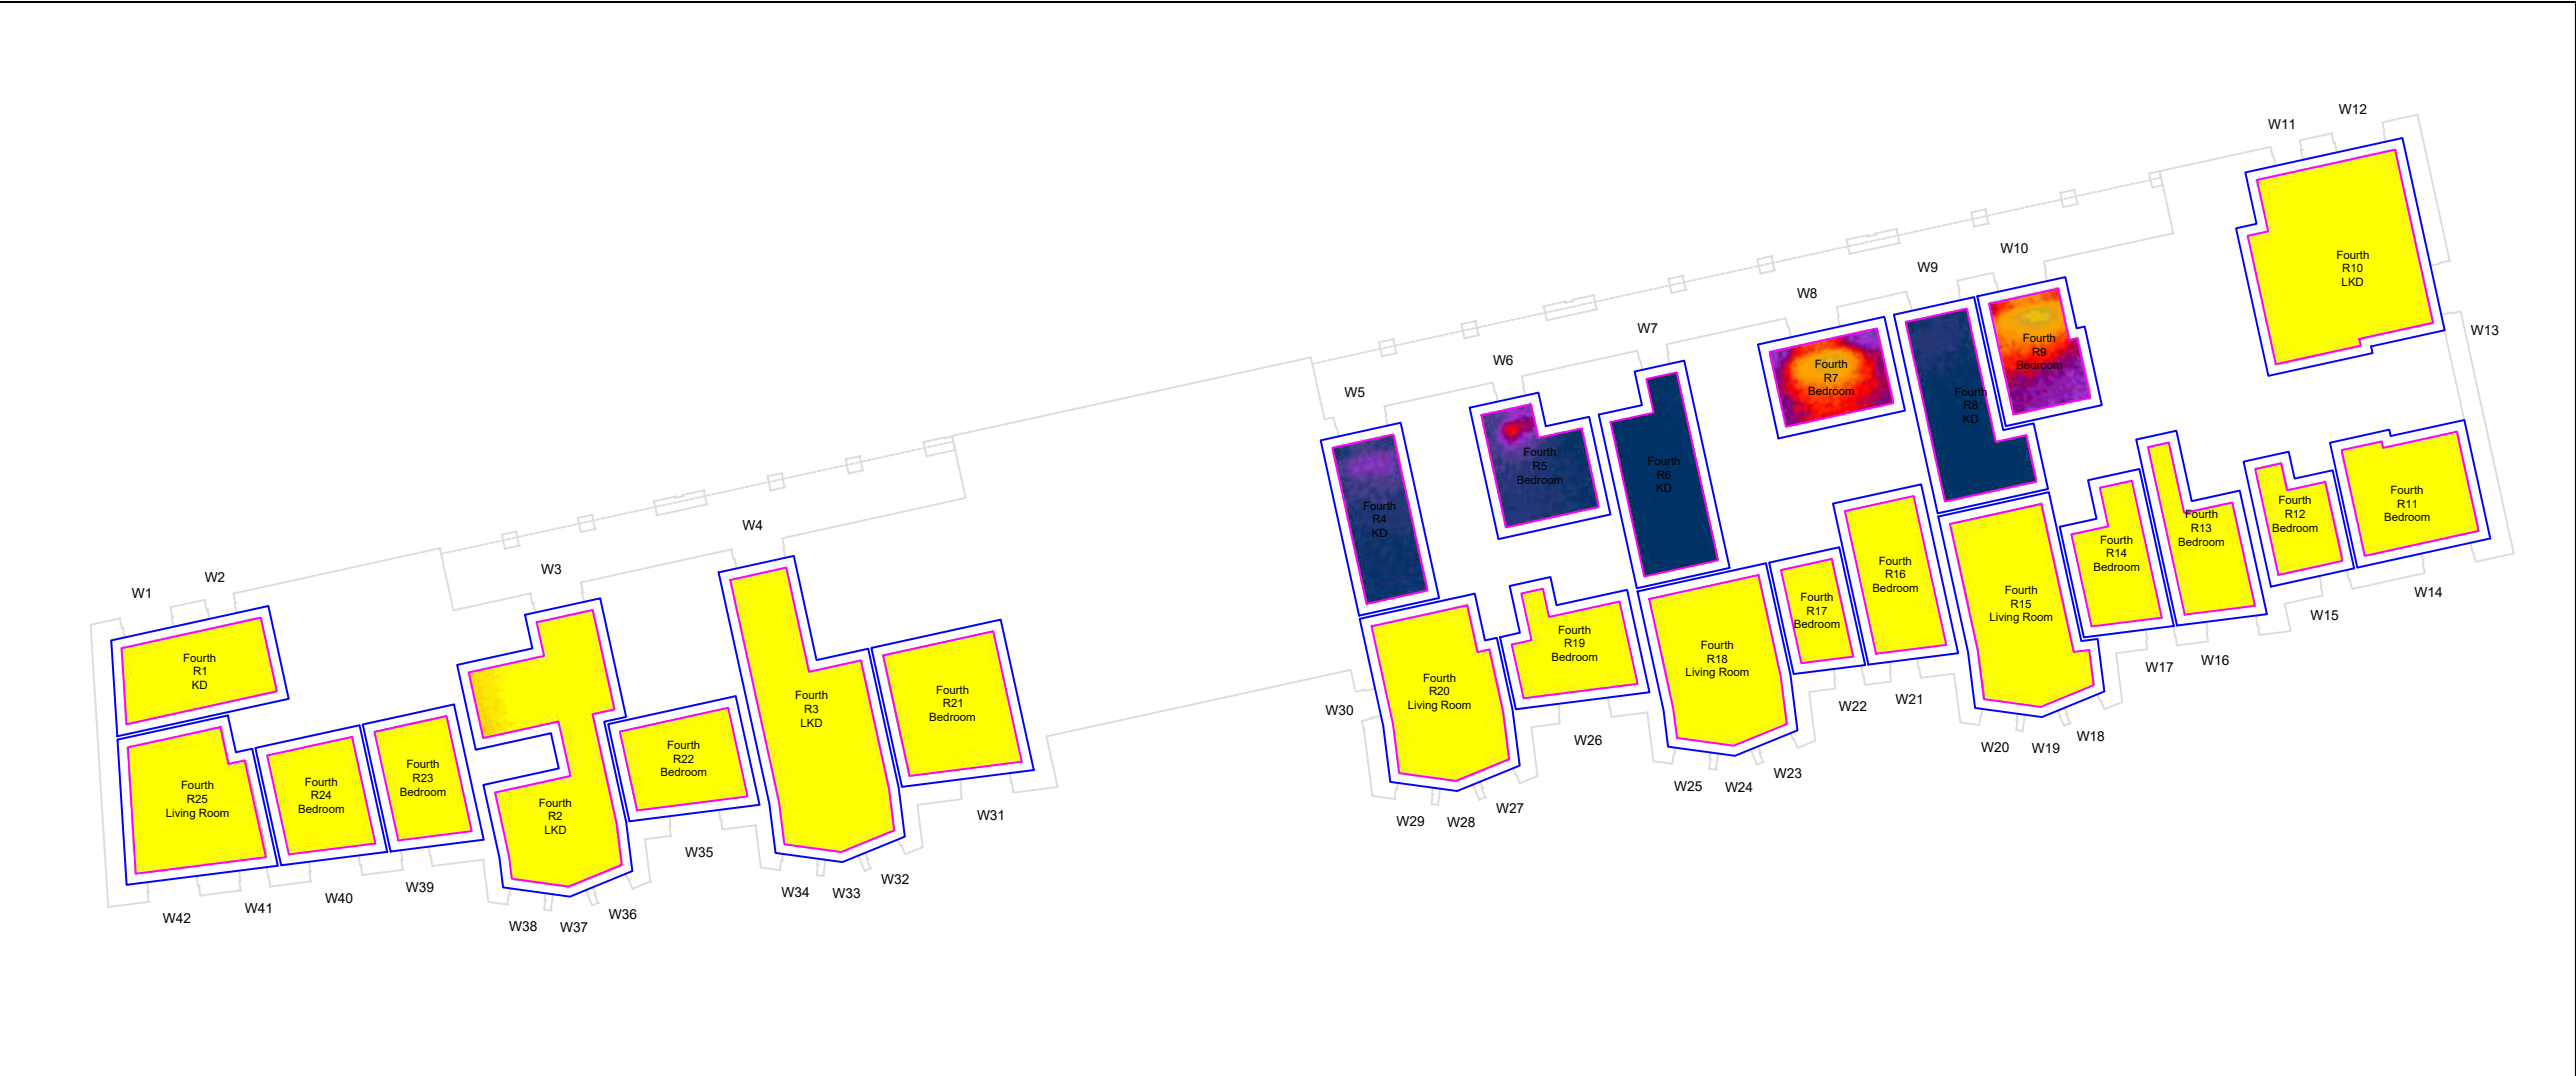 W12
W11
W10
W9
W8
W7
W6
W5
W13
Fourth
R10
LKD
Fourth
R9
Bedroom
Fourth
R7
Bedroom
Fourth
R8
KD
Fourth
R6
KD
Fourth
R5
Bedroom
Fourth
R4
KD
W4
W3
W2
W1
Fourth
R11
Bedroom
Fourth
R12
Bedroom
Fourth
R13
Bedroom
Fourth
R14
Bedroom
Fourth
R16
Bedroom
Fourth
R15
Living Room
Fourth
R17
Bedroom
Fourth
R19
Bedroom
Fourth
R18
Living Room
Fourth
R20
Living Room
Fourth
R1
KD
Fourth
R21
Bedroom
Fourth
R3
LKD
Fourth
R22
Bedroom
Fourth
R23
Bedroom
Fourth
R24
Bedroom
Fourth
R25
Living Room
Fourth
R2
LKD
W14
W15
W16
W17
W18
W19
W20
W21
W22
W23
W24
W25
W26
W27
W28
W29
W30
W31
W32
W33
W34
W35
W36
W37
W38
W39
W40
W41
W42